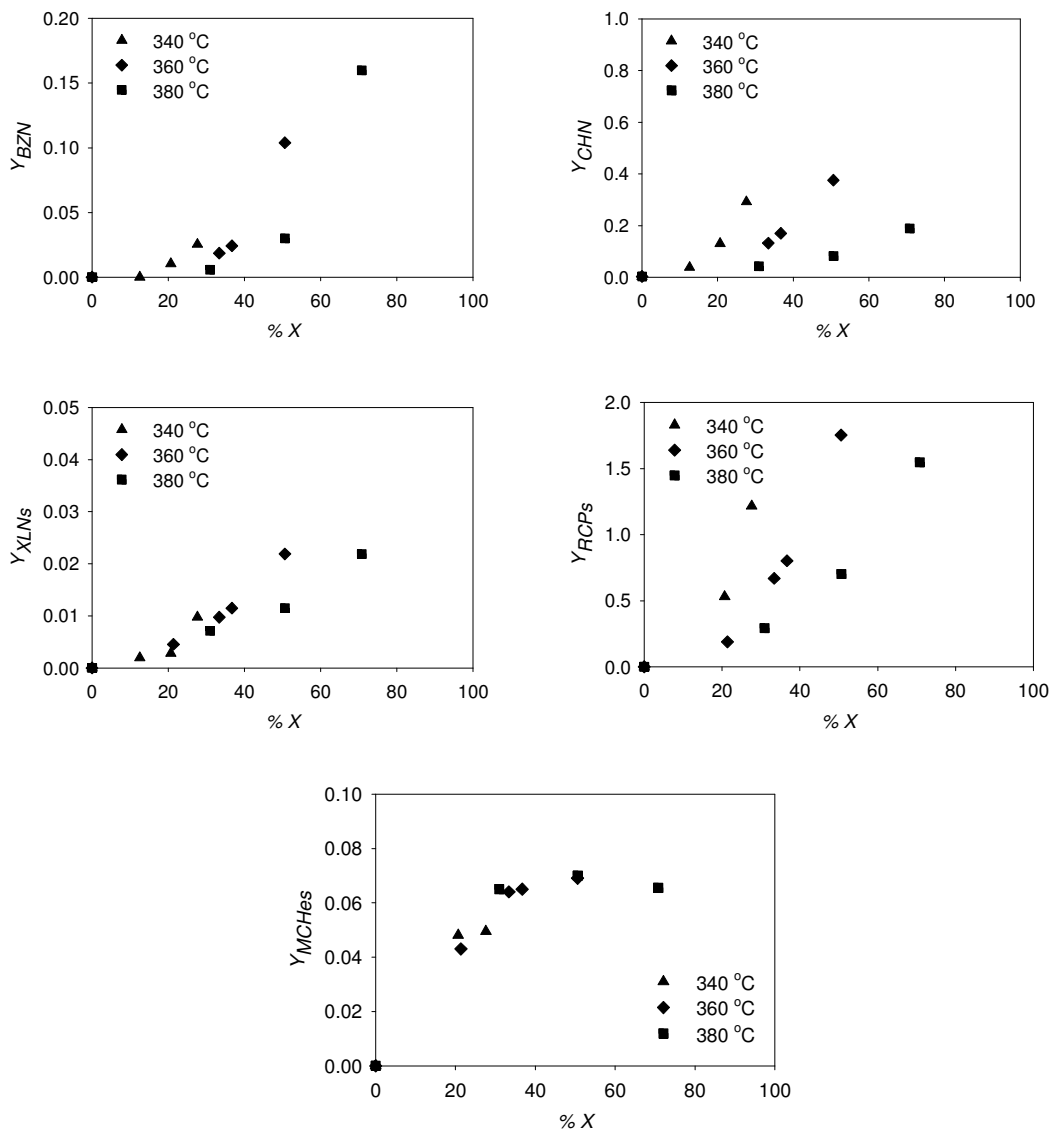 Y_BZN
0.20
0.15
0.10
0.05
0.00
340 °C
360 °C
380 °C
0 20 40 60 80 100
% X
Y_CHN
1.0
0.8
0.6
0.4
0.2
0.0
340 °C
360 °C
380 °C
0 20 40 60 80 100
% X
Y_XLNs
0.05
0.04
0.03
0.02
0.01
0.00
340 °C
360 °C
380 °C
0 20 40 60 80 100
% X
Y_RCPs
2.0
1.5
1.0
0.5
0.0
340 °C
360 °C
380 °C
0 20 40 60 80 100
% X
Y_MCHes
0.10
0.08
0.06
0.04
0.02
0.00
340 °C
360 °C
380 °C
0 20 40 60 80 100
% X